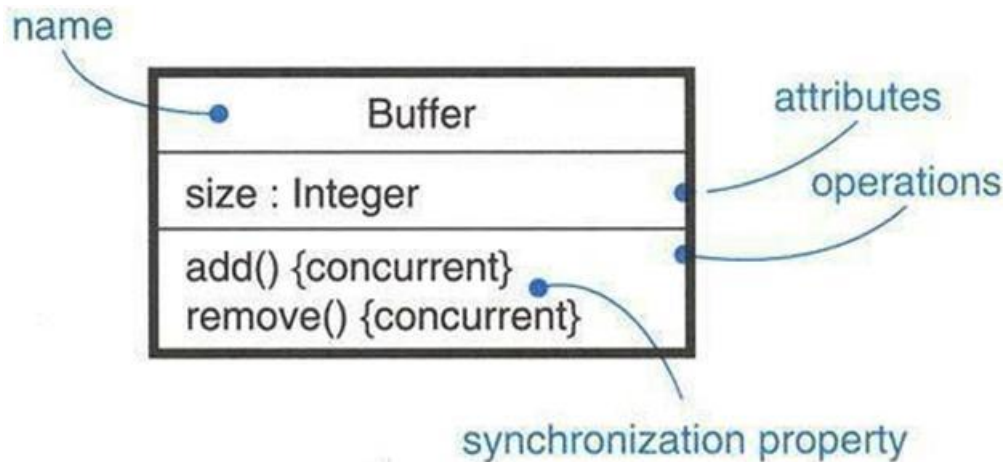 name
Buffer
attributes
size : Integer
operations
add() {concurrent}
remove() {concurrent}
synchronization property